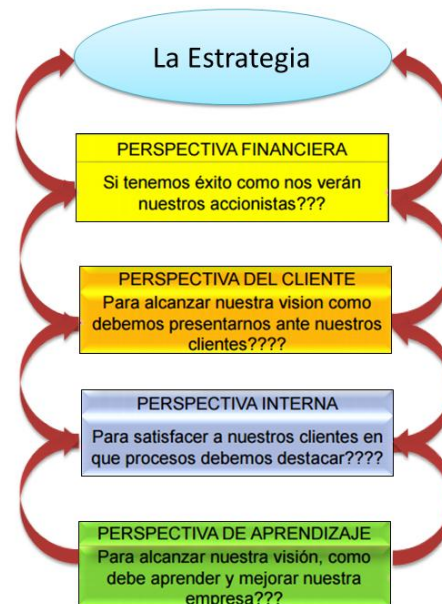 La Estrategia
PERSPECTIVA FINANCIERA
Si tenemos éxito como nos verán
nuestros accionistas???
PERSPECTIVA DEL CLIENTE
Para alcanzar nuestra vision como
debemos presentarnos ante nuestros
clientes????
PERSPECTIVA INTERNA
Para satisfacer a nuestros clientes en
que procesos debemos destacar????
PERSPECTIVA DE APRENDIZAJE
Para alcanzar nuestra visión, como
debe aprender y mejorar nuestra
empresa???